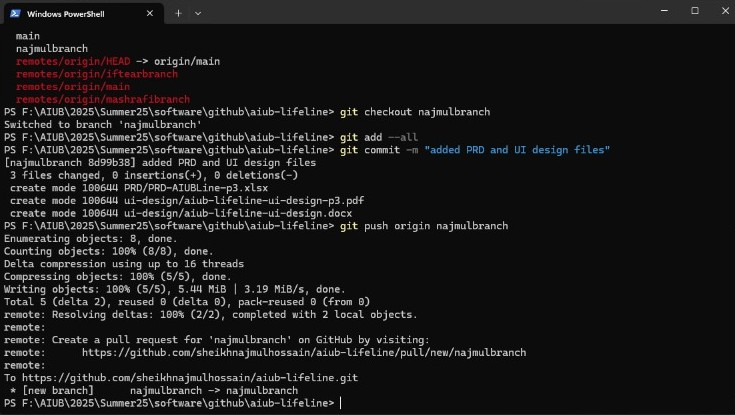 Windows PowerShell
main
najmulbranch
remotes/origin/HEAD -> origin/main
remotes/origin/iftearbranch
remotes/origin/main
remotes/origin/mashrafibranch
PS F:\AIUB\2025\Summer25\software\github\aiub-lifeline> git checkout najmulbranch
Switched to branch 'najmulbranch'
PS F:\AIUB\2025\Summer25\software\github\aiub-lifeline> git add --all
PS F:\AIUB\2025\Summer25\software\github\aiub-lifeline> git commit -m "added PRD and UI design files"
[najmulbranch 8d99b38] added PRD and UI design files
3 files changed, 0 insertions(+), 0 deletions(-)
create mode 100644 PRD/PRD-AIUBLine-p3.xlsx
create mode 100644 ui-design/aiub-lifeline-ui-design-p3.pdf
create mode 100644 ui-design/aiub-lifeline-ui-design.docx
PS F:\AIUB\2025\Summer25\software\github\aiub-lifeline> git push origin najmulbranch
Enumerating objects: 8, done.
Counting objects: 100% (8/8), done.
Delta compression using up to 16 threads
Compressing objects: 100% (5/5), done.
Writing objects: 100% (5/5), 5.44 MiB | 3.19 MiB/s, done.
Total 5 (delta 2), reused 0 (delta 0), pack-reused 0 (from 0)
remote: Resolving deltas: 100% (2/2), completed with 2 local objects.
remote:
remote: Create a pull request for 'najmulbranch' on GitHub by visiting:
remote:      https://github.com/sheikhnajmulhossain/aiub-lifeline/pull/new/najmulbranch
remote:
To https://github.com/sheikhnajmulhossain/aiub-lifeline.git
* [new branch]      najmulbranch -> najmulbranch
PS F:\AIUB\2025\Summer25\software\github\aiub-lifeline>